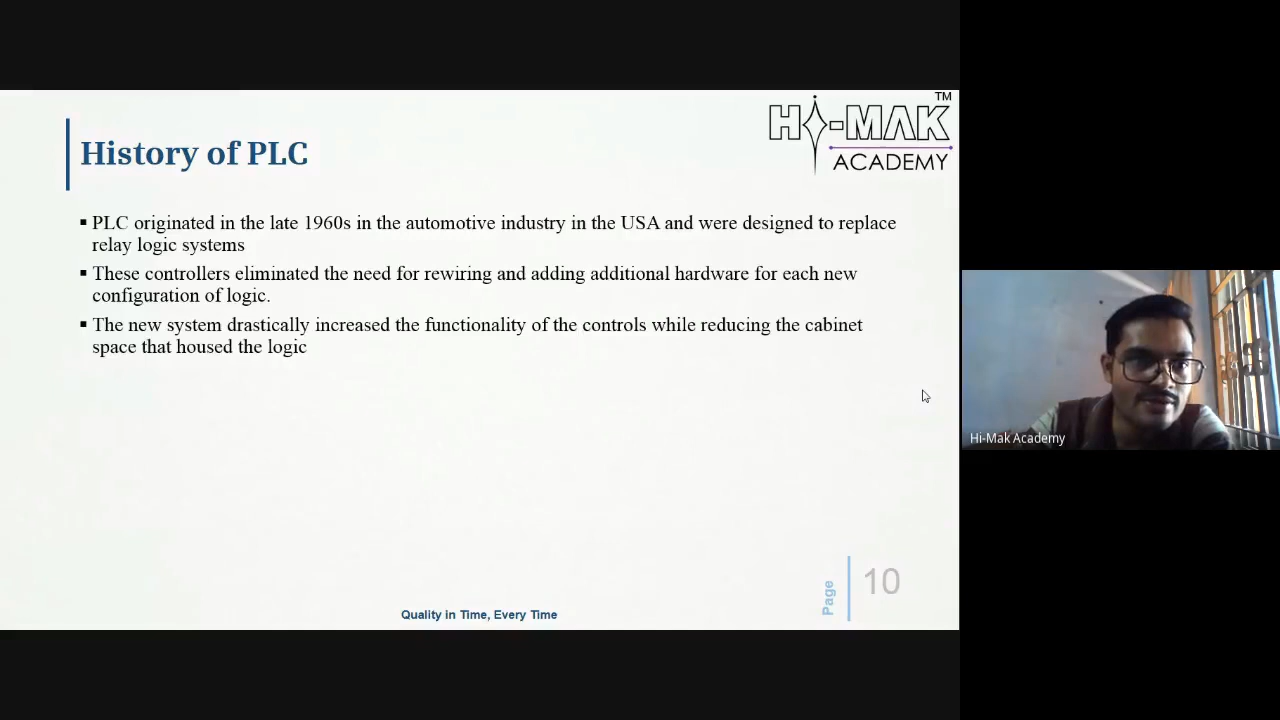 HI-MAK
TM
ACADEMY
History of PLC
▪ PLC originated in the late 1960s in the automotive industry in the USA and were designed to replace
relay logic systems
▪ These controllers eliminated the need for rewiring and adding additional hardware for each new
configuration of logic.
▪ The new system drastically increased the functionality of the controls while reducing the cabinet
space that housed the logic
Hi-Mak Academy
Page
10
Quality in Time, Every Time